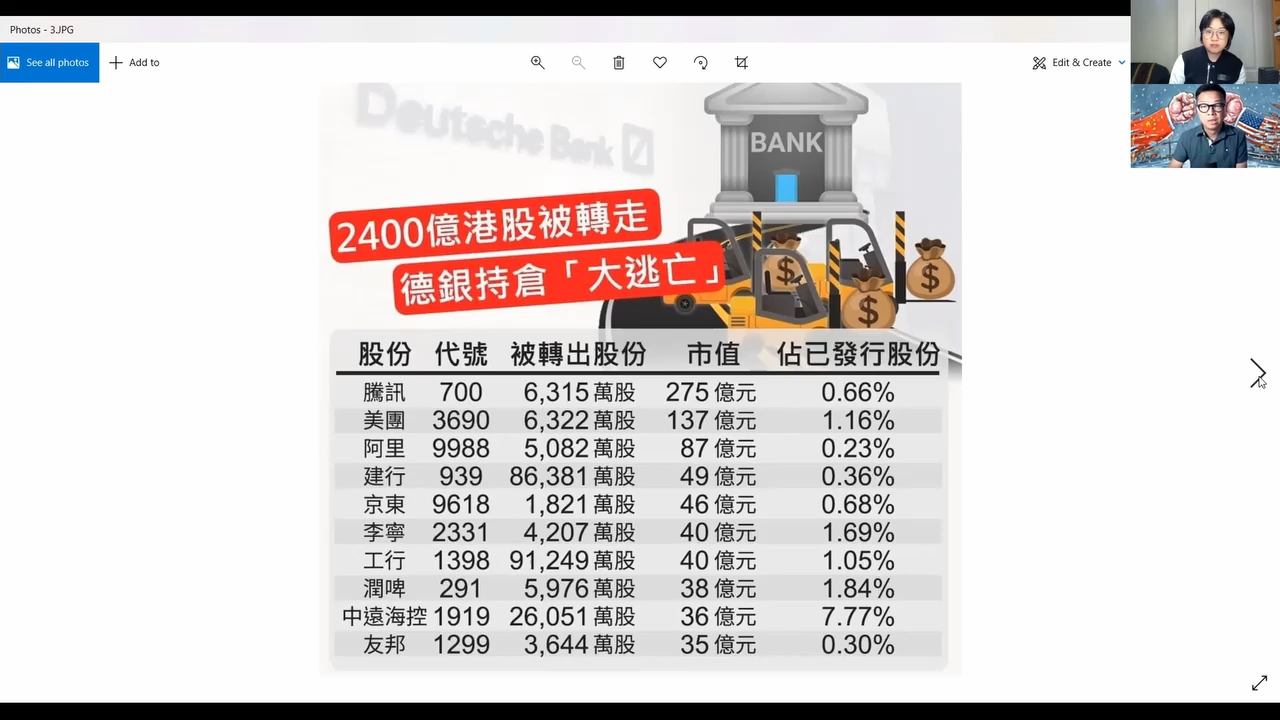 Photos - 3.JPG
See all photos
Add to
Edit & Create
Deutsche Bank
BANK
2400億港股被轉走
德銀持倉「大逃亡」
股份 代號 被轉出股份 市值 佔已發行股份
騰訊 700 6,315萬股 275億元 0.66%
美團 3690 6,322萬股 137億元 1.16%
阿里 9988 5,082萬股 87億元 0.23%
建行 939 86,381萬股 49億元 0.36%
京東 9618 1,821萬股 46億元 0.68%
李寧 2331 4,207萬股 40億元 1.69%
工行 1398 91,249萬股 40億元 1.05%
潤啤 291 5,976萬股 38億元 1.84%
中遠海控 1919 26,051萬股 36億元 7.77%
友邦 1299 3,644萬股 35億元 0.30%